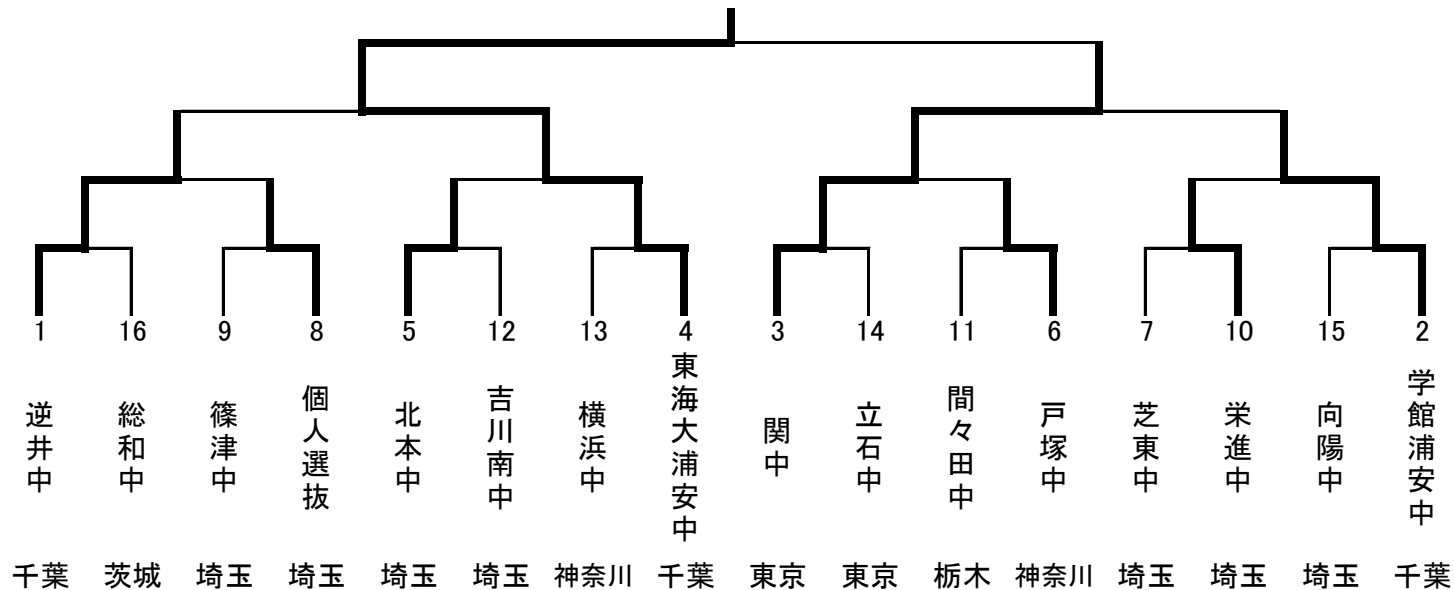 1 16 9 8 5 12 13 4 3 14 11 6 7 10 15 2
逆井中
総和中
篠津中
個人選抜
北本中
吉川南中
横浜中
東海大浦安中
関中
立石中
間々田中
戸塚中
芝東中
栄進中
向陽中
学館浦安中
千葉 茨城 埼玉 埼玉 埼玉 埼玉 神奈川 千葉 東京 東京 栃木 神奈川 埼玉 埼玉 埼玉 千葉